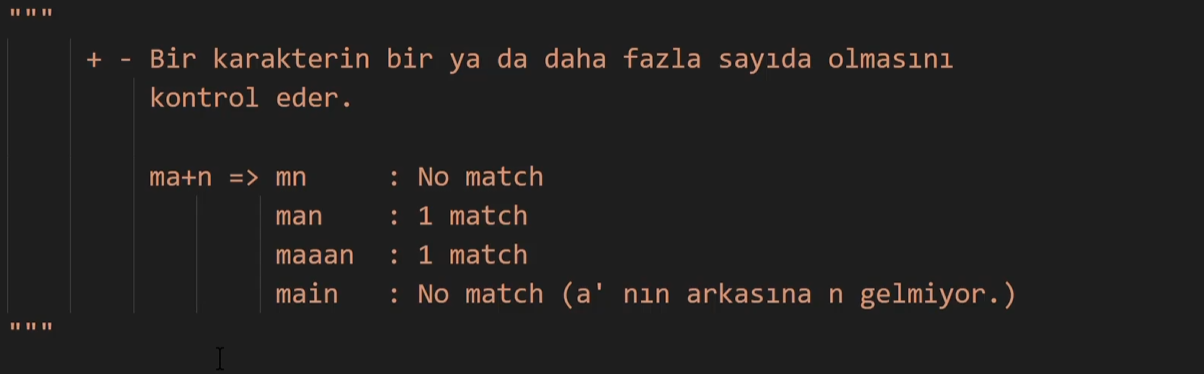 """
+ - Bir karakterin bir ya da daha fazla sayıda olmasını
kontrol eder.
ma+n => mn : No match
man : 1 match
maaan : 1 match
main : No match (a' nın arkasına n gelmiyor.)
"""